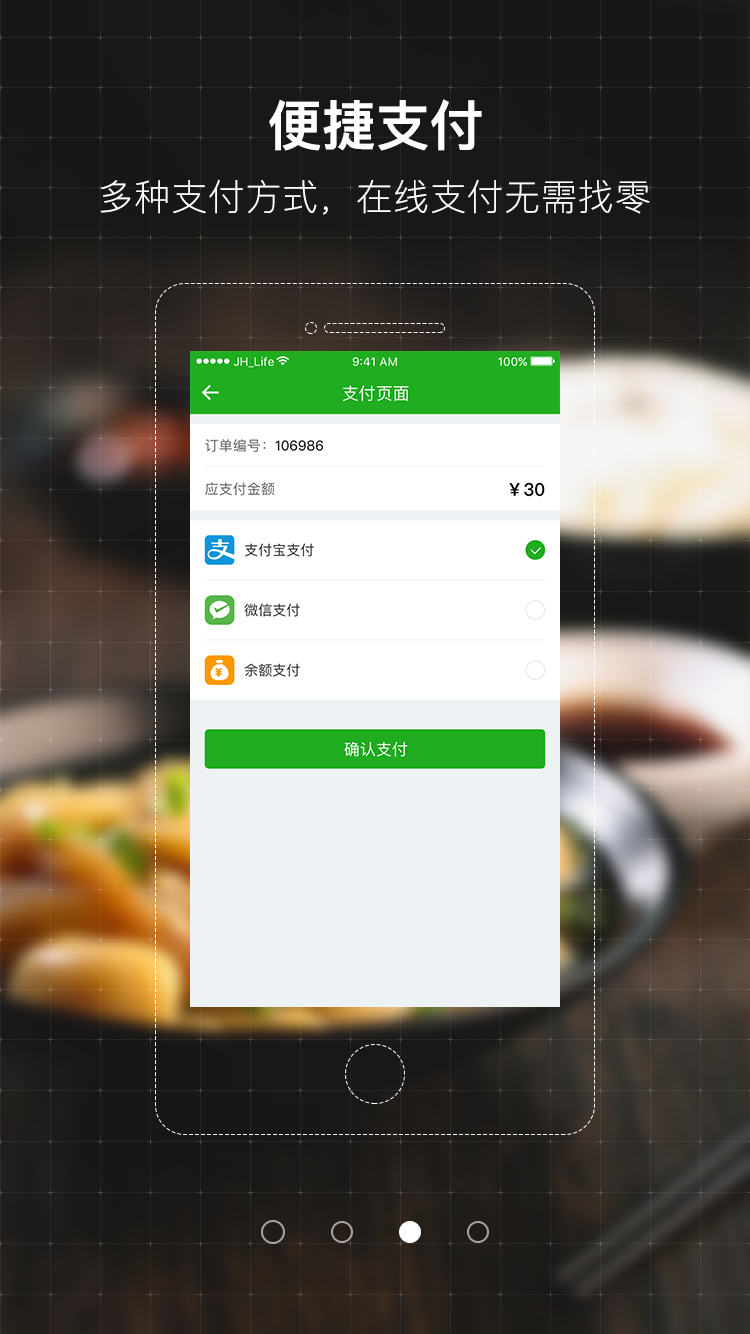 便捷支付
多种支付方式，在线支付无需找零
JH_Life 9:41 AM 100%
支付页面
订单编号：106986
应支付金额 ¥30
支 支付宝支付
微信支付
¥ 余额支付
确认支付